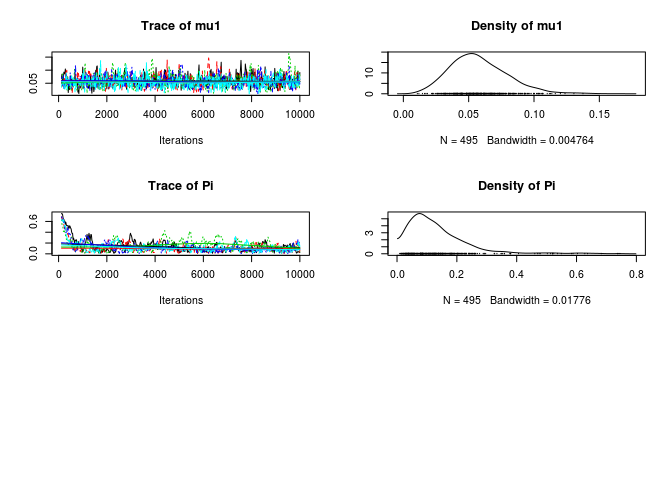 Trace of mu1
0.05
0 2000 4000 6000 8000 10000
Iterations
Density of mu1
0 10
0.00 0.05 0.10 0.15
N = 495 Bandwidth = 0.004764
Trace of Pi
0.0 0.6
0 2000 4000 6000 8000 10000
Iterations
Density of Pi
0 3
0.0 0.2 0.4 0.6 0.8
N = 495 Bandwidth = 0.01776